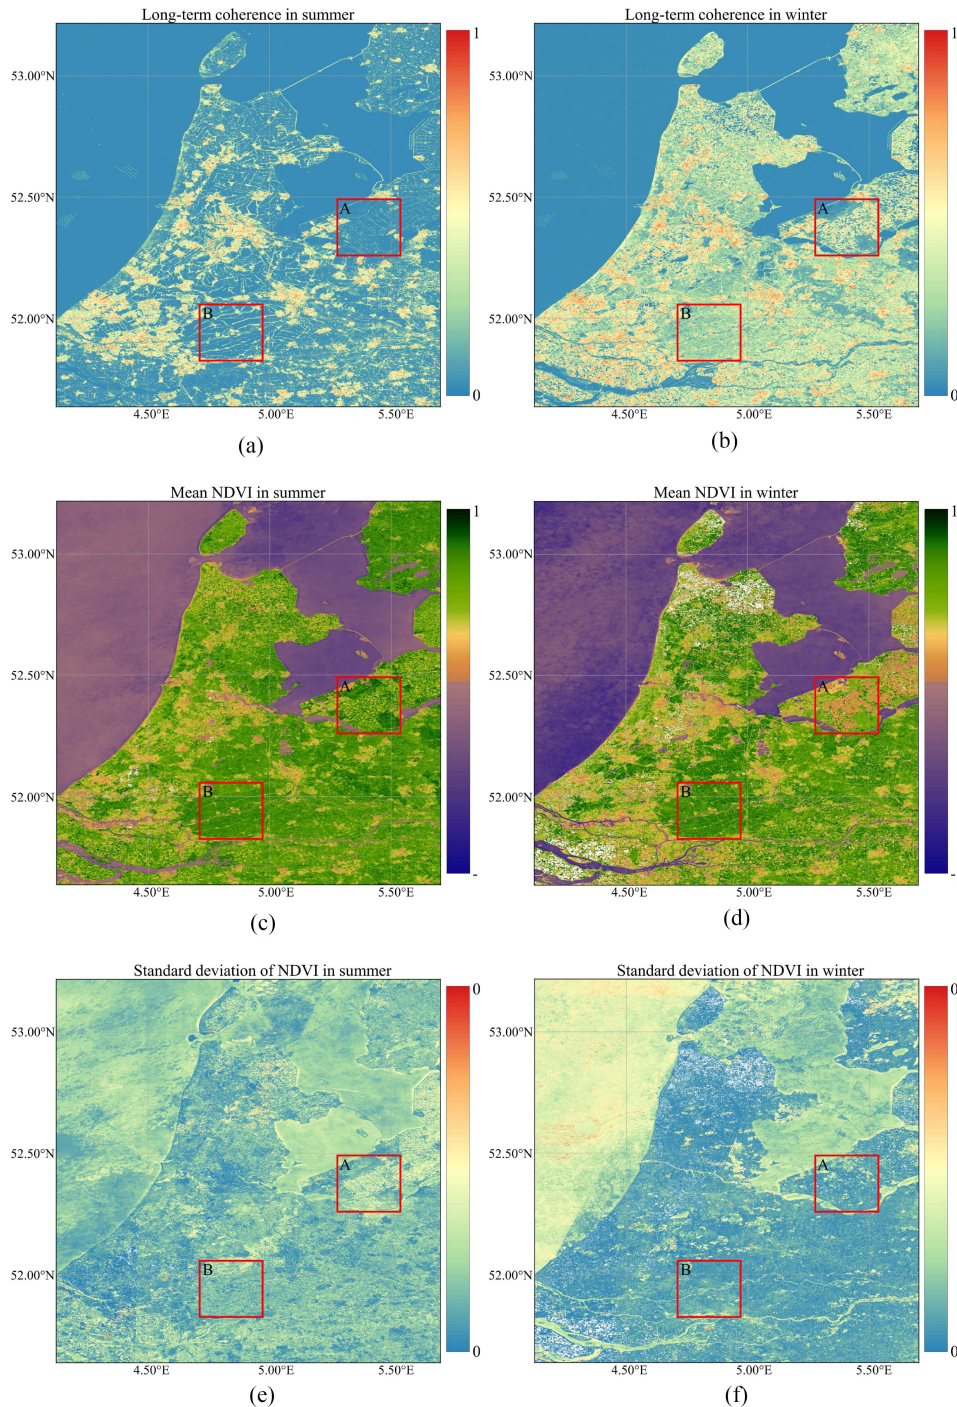 Long-term coherence in summer
Long-term coherence in winter
53.00°N
52.50°N
52.00°N
A
B
4.50°E 5.00°E 5.50°E
1
0
53.00°N
52.50°N
52.00°N
A
B
4.50°E 5.00°E 5.50°E
1
0
(a)
(b)
Mean NDVI in summer
Mean NDVI in winter
53.00°N
52.50°N
52.00°N
A
B
4.50°E 5.00°E 5.50°E
1
-
53.00°N
52.50°N
52.00°N
A
B
4.50°E 5.00°E 5.50°E
1
-
(c)
(d)
Standard deviation of NDVI in summer
Standard deviation of NDVI in winter
53.00°N
52.50°N
52.00°N
A
B
4.50°E 5.00°E 5.50°E
0
0
53.00°N
52.50°N
52.00°N
A
B
4.50°E 5.00°E 5.50°E
0
0
(e)
(f)